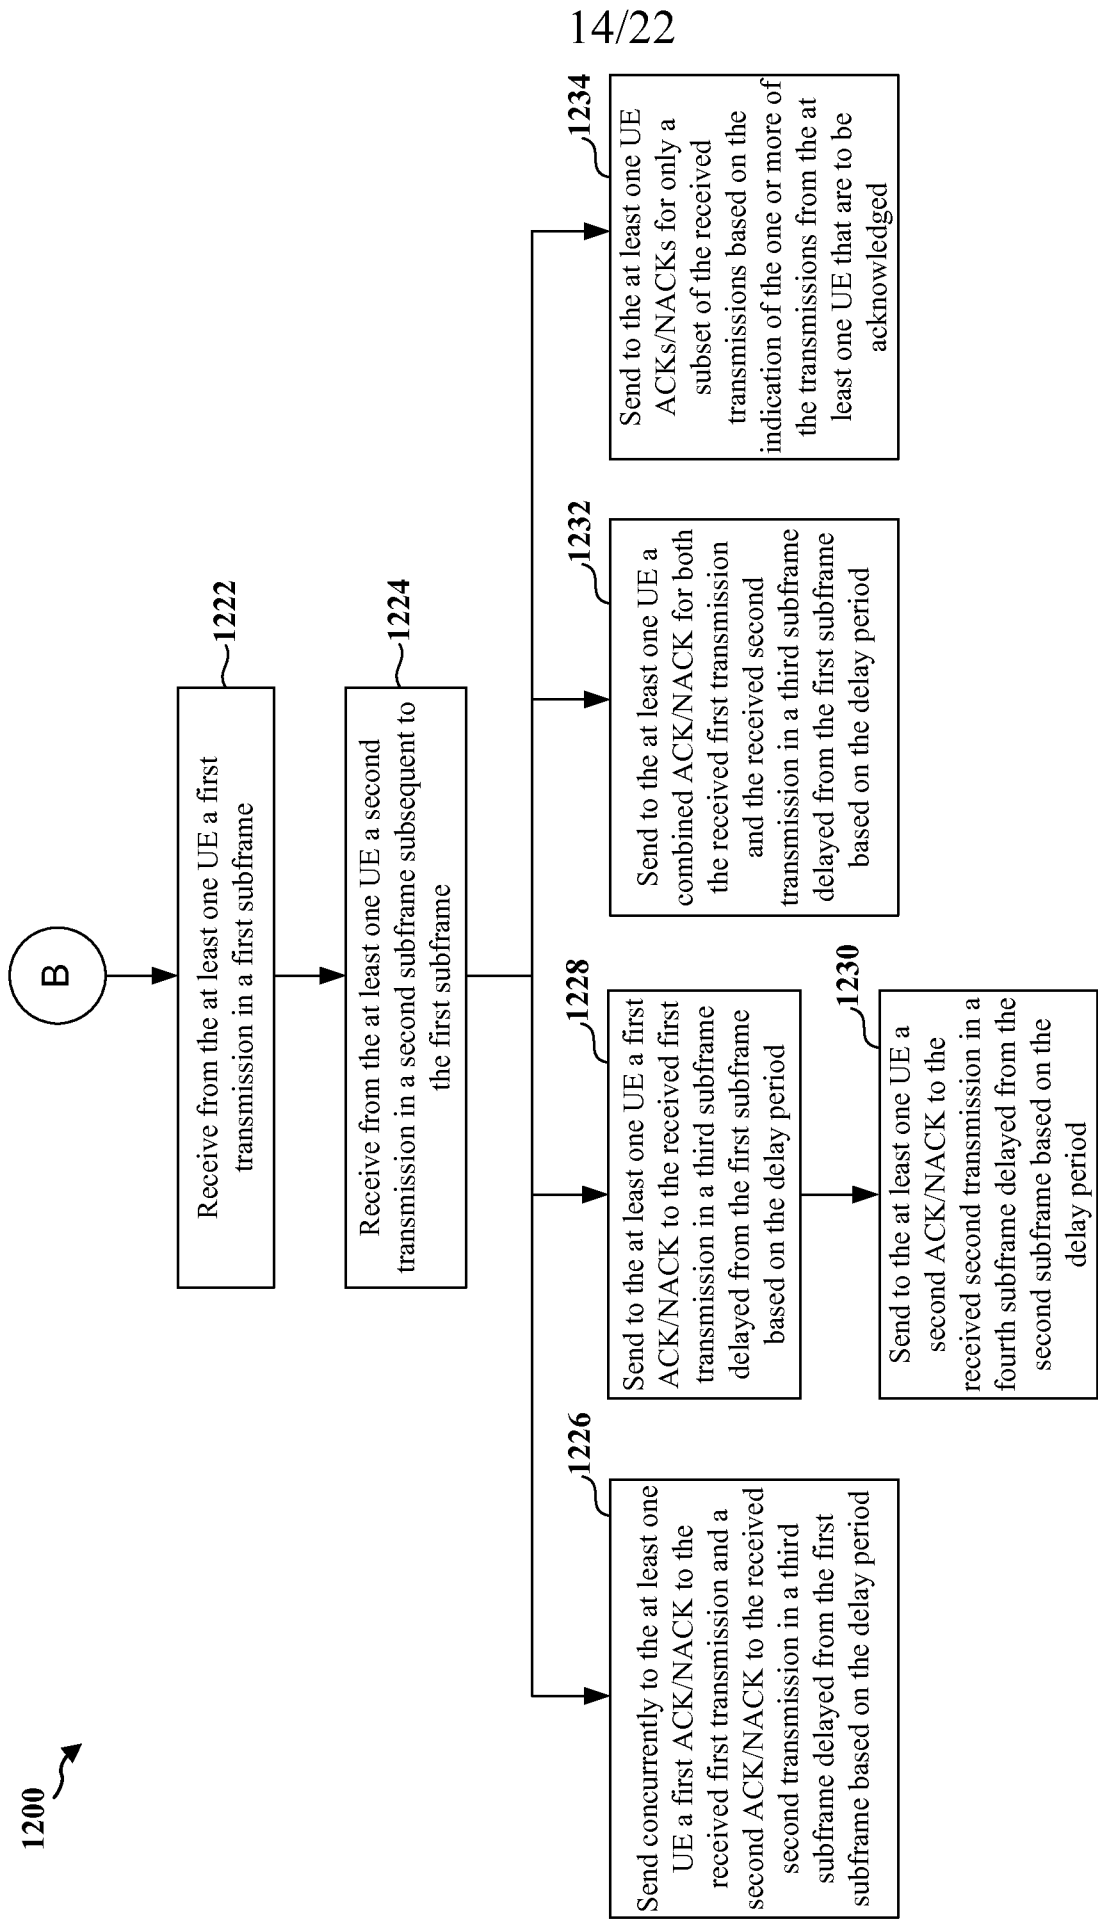 14/22
1200
B
1222
Receive from the at least one UE a first
transmission in a first subframe
1224
Receive from the at least one UE a second
transmission in a second subframe subsequent to
the first subframe
1226
Send concurrently to the at least one
UE a first ACK/NACK to the
received first transmission and a
second ACK/NACK to the received
second transmission in a third
subframe delayed from the first
subframe based on the delay period
1228
Send to the at least one UE a first
ACK/NACK to the received first
transmission in a third subframe
delayed from the first subframe
based on the delay period
1230
Send to the at least one UE a
second ACK/NACK to the
received second transmission in a
fourth subframe delayed from the
second subframe based on the
delay period
1232
Send to the at least one UE a
combined ACK/NACK for both
the received first transmission
and the received second
transmission in a third subframe
delayed from the first subframe
based on the delay period
1234
Send to the at least one UE
ACKs/NACKs for only a
subset of the received
transmissions based on the
indication of the one or more of
the transmissions from the at
least one UE that are to be
acknowledged